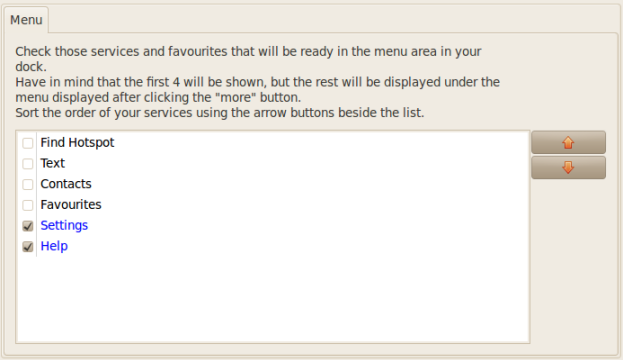 Menu
Check those services and favourites that will be ready in the menu area in your
dock.
Have in mind that the first 4 will be shown, but the rest will be displayed under the
menu displayed after clicking the "more" button.
Sort the order of your services using the arrow buttons beside the list.
Find Hotspot
Text
Contacts
Favourites
Settings
Help